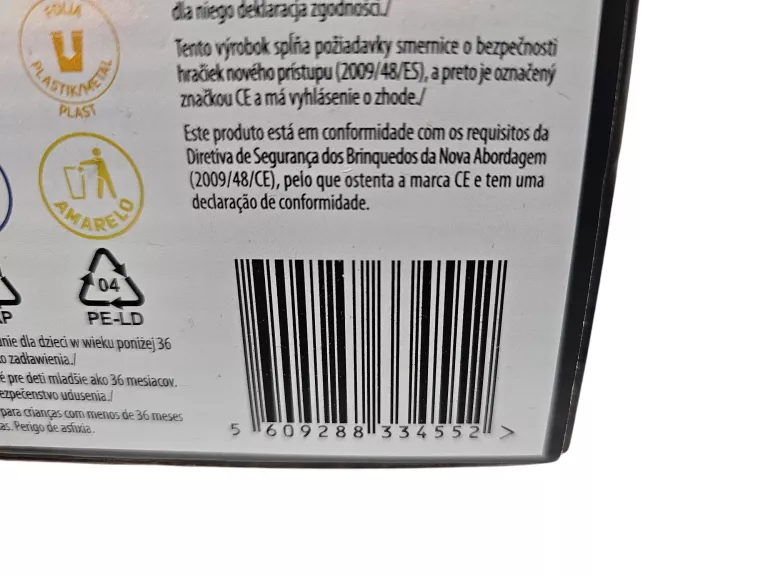 FOLIA
PLASTIK/METAL
PLAST
AMARELO
04
PE-LD
dla niego deklaracja zgodności./
Tento výrobok spĺňa požiadavky smernice o bezpečnosti
hračiek nového prístupu (2009/48/ES), a preto je označený
značkou CE a má vyhlásenie o zhode./
Este produto está em conformidade com os requisitos da
Diretiva de Segurança dos Brinquedos da Nova Abordagem
(2009/48/CE), pelo que ostenta a marca CE e tem uma
declaração de conformidade.
dla dzieci w wieku poniżej 36
zadławienia./
pre deti mladšie ako 36 mesiacov.
udusenia./
para crianças com menos de 36 meses
Perigo de asfixia.
5 609288 334552 >